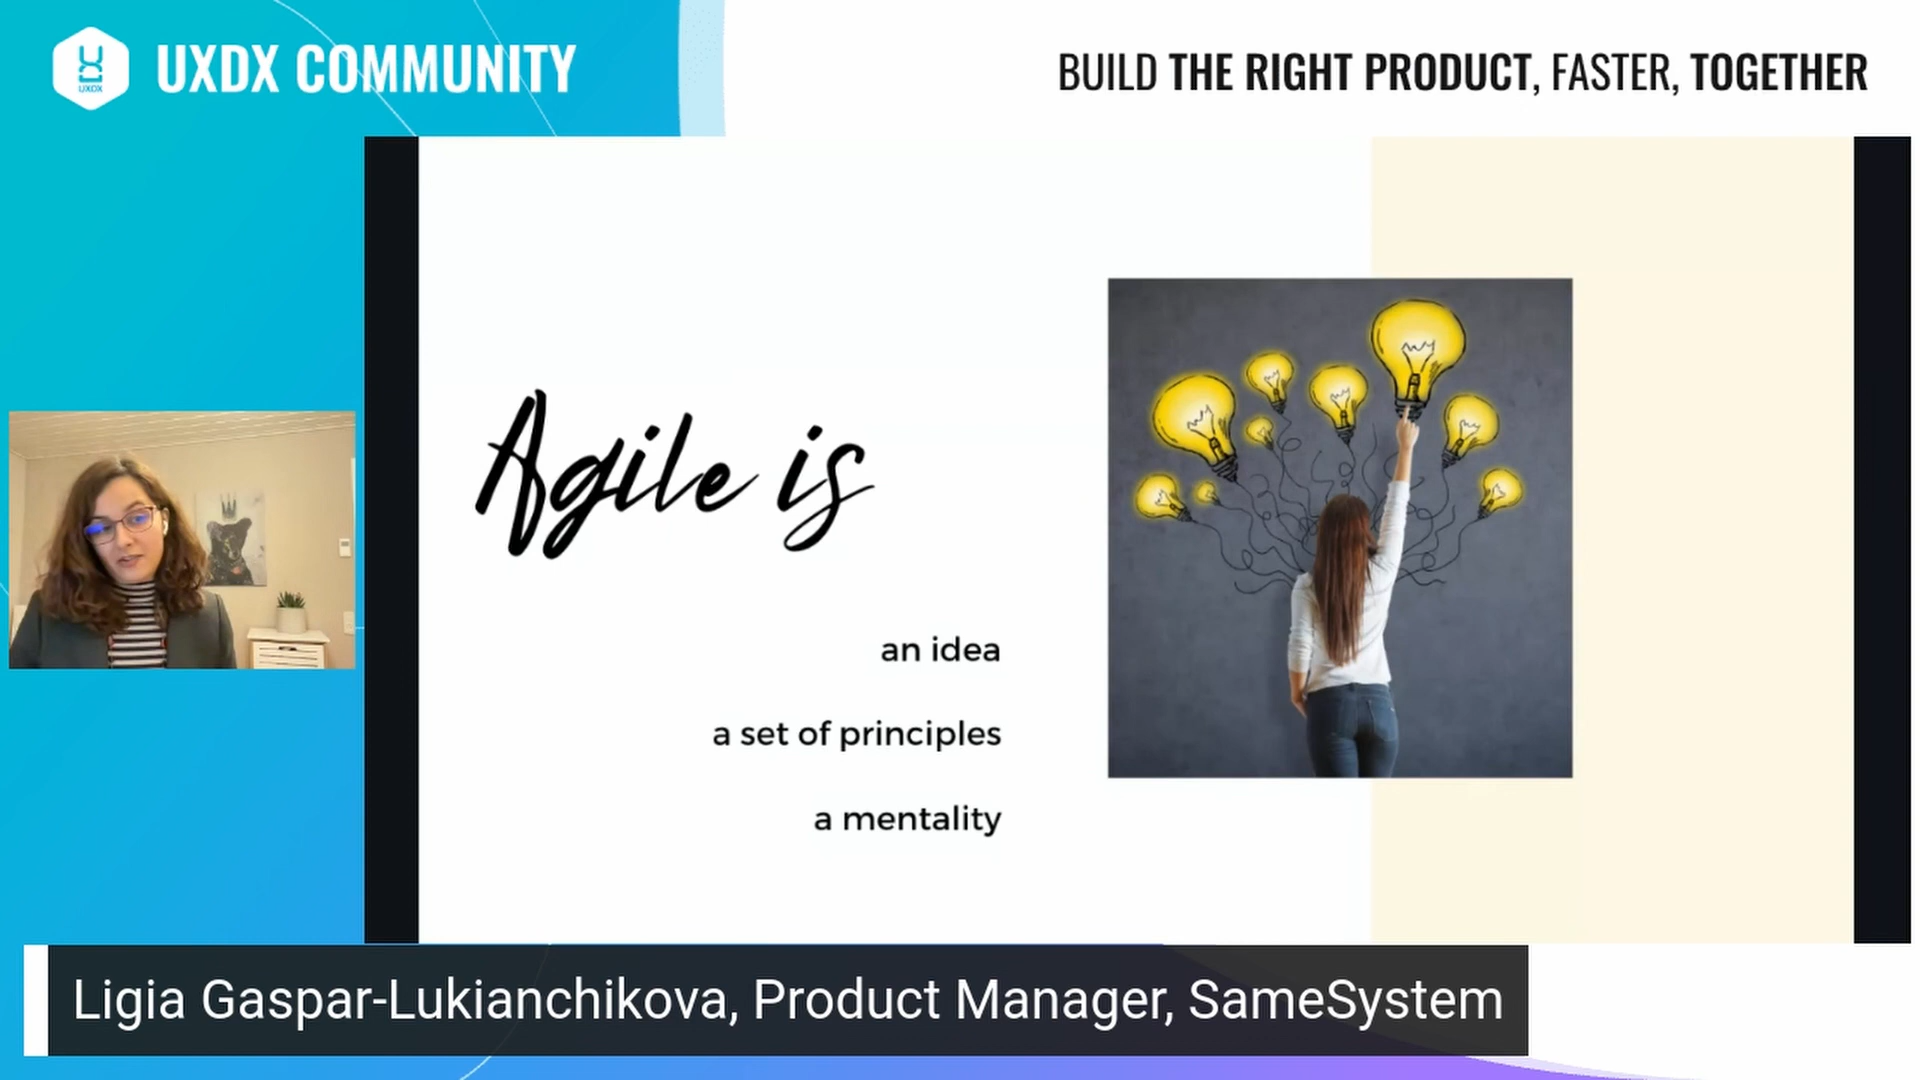 UXDX
UXDX COMMUNITY
BUILD THE RIGHT PRODUCT, FASTER, TOGETHER
Agile is
an idea
a set of principles
a mentality
Ligia Gaspar-Lukianchikova, Product Manager, SameSystem